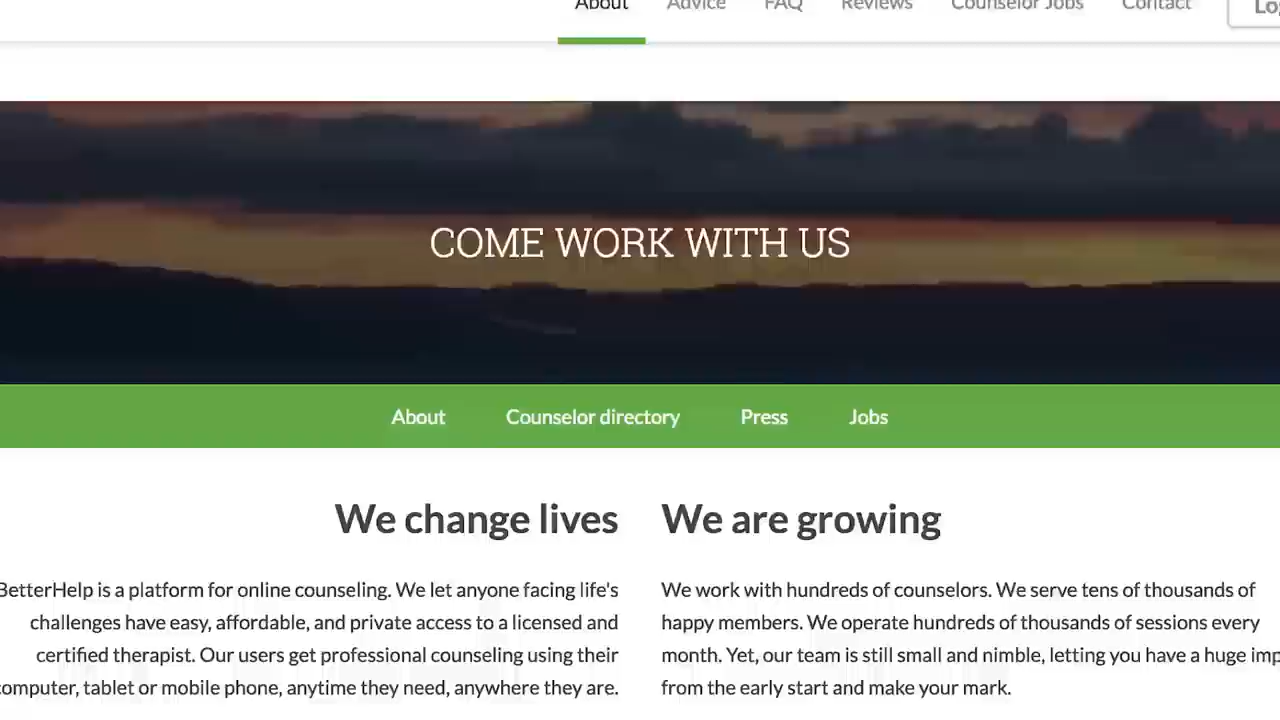 About Advice FAQ Reviews Counselor Jobs Contact
COME WORK WITH US
About Counselor directory Press Jobs
We change lives
BetterHelp is a platform for online counseling. We let anyone facing life's
challenges have easy, affordable, and private access to a licensed and
certified therapist. Our users get professional counseling using their
computer, tablet or mobile phone, anytime they need, anywhere they are.
We are growing
We work with hundreds of counselors. We serve tens of thousands of
happy members. We operate hundreds of thousands of sessions every
month. Yet, our team is still small and nimble, letting you have a huge
from the early start and make your mark.